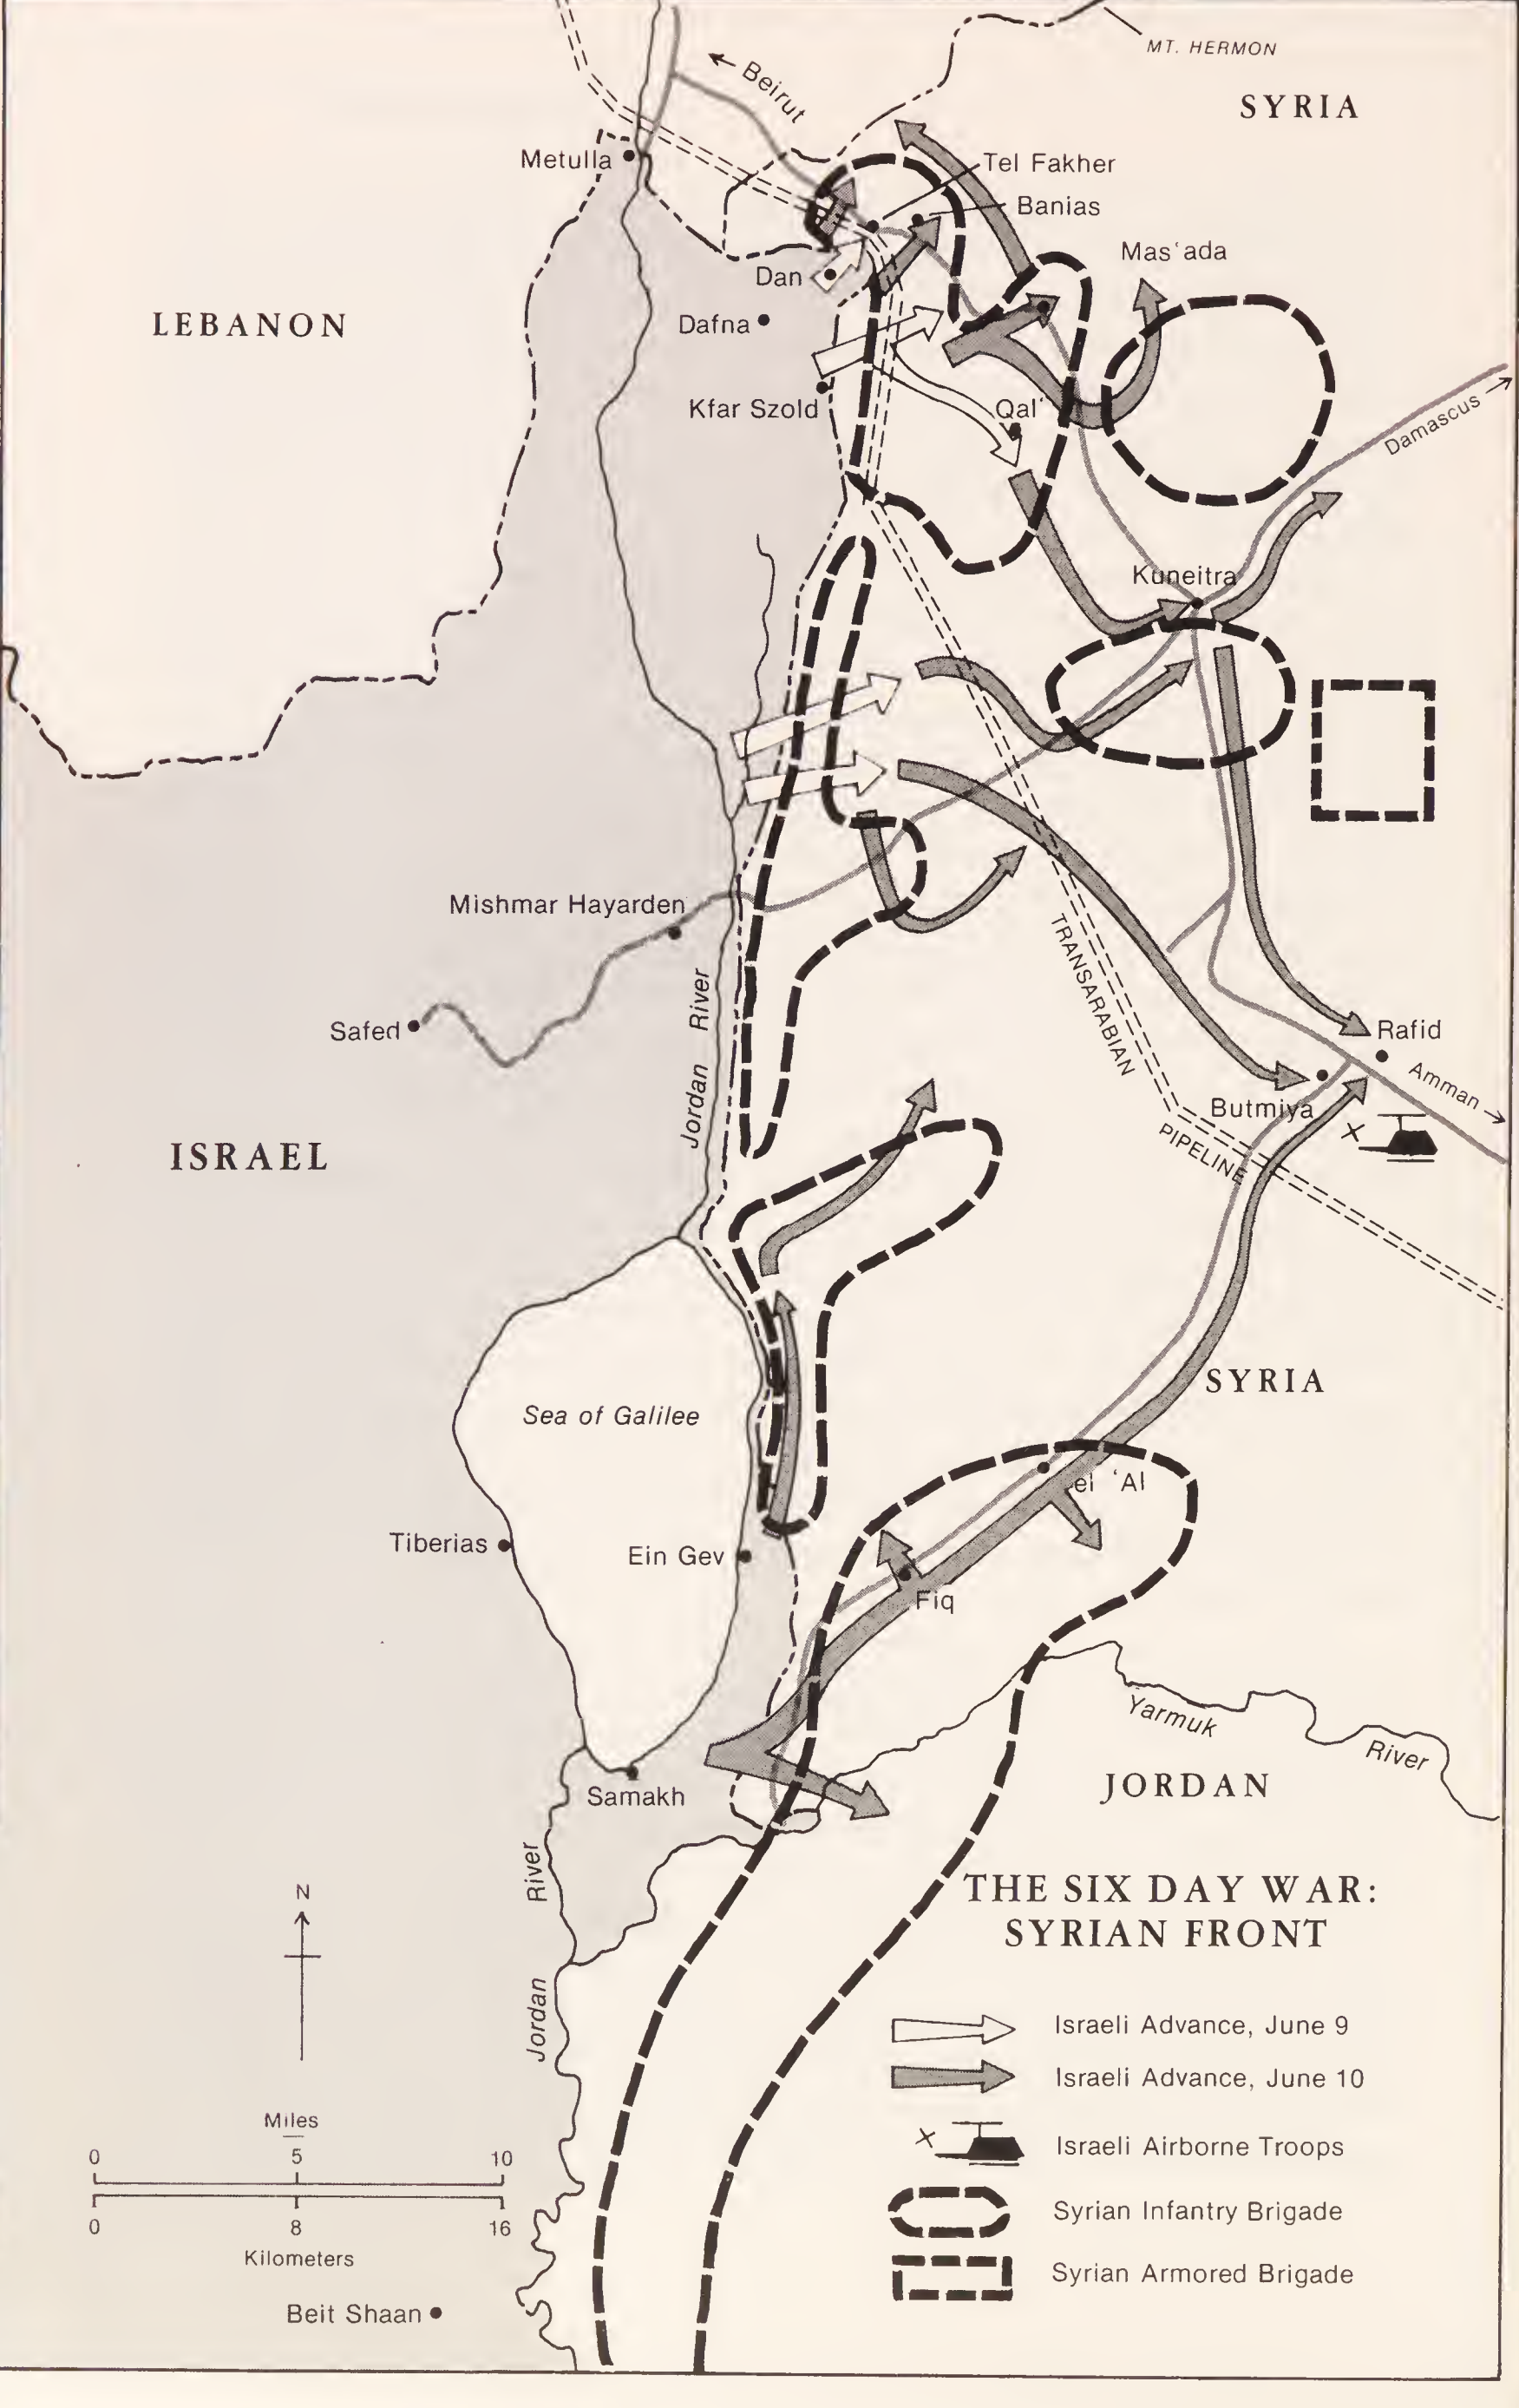 MT. HERMON
SYRIA
Beirut
Metulla
Tel Fakher
Banias
Mas‘ada
Dan
LEBANON
Dafna
Kfar Szold
Qal‘
Damascus
Kuneitra
Mishmar Hayarden
TRANSARABIAN
PIPELINE
Jordan River
Safed
Rafid
Amman
Butmiya
ISRAEL
SYRIA
Sea of Galilee
el ‘Al
Tiberias
Ein Gev
Fiq
Yarmuk River
Samakh
JORDAN
Jordan River
N
THE SIX DAY WAR:
SYRIAN FRONT
Israeli Advance, June 9
Israeli Advance, June 10
Israeli Airborne Troops
Syrian Infantry Brigade
Syrian Armored Brigade
Miles
0 5 10
0 8 16
Kilometers
Beit Shaan